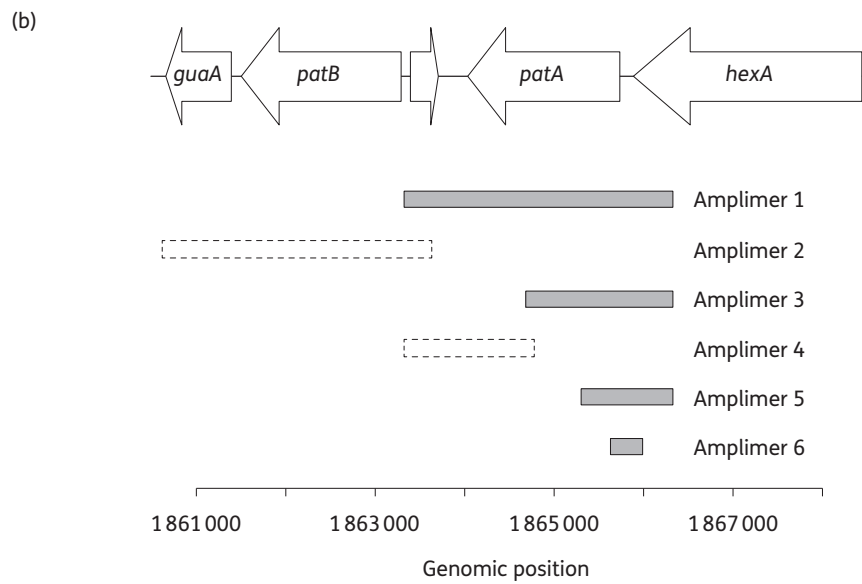 (b)
guaA patB patA hexA
Amplimer 1
Amplimer 2
Amplimer 3
Amplimer 4
Amplimer 5
Amplimer 6
1 861 000 1 863 000 1 865 000 1 867 000
Genomic position